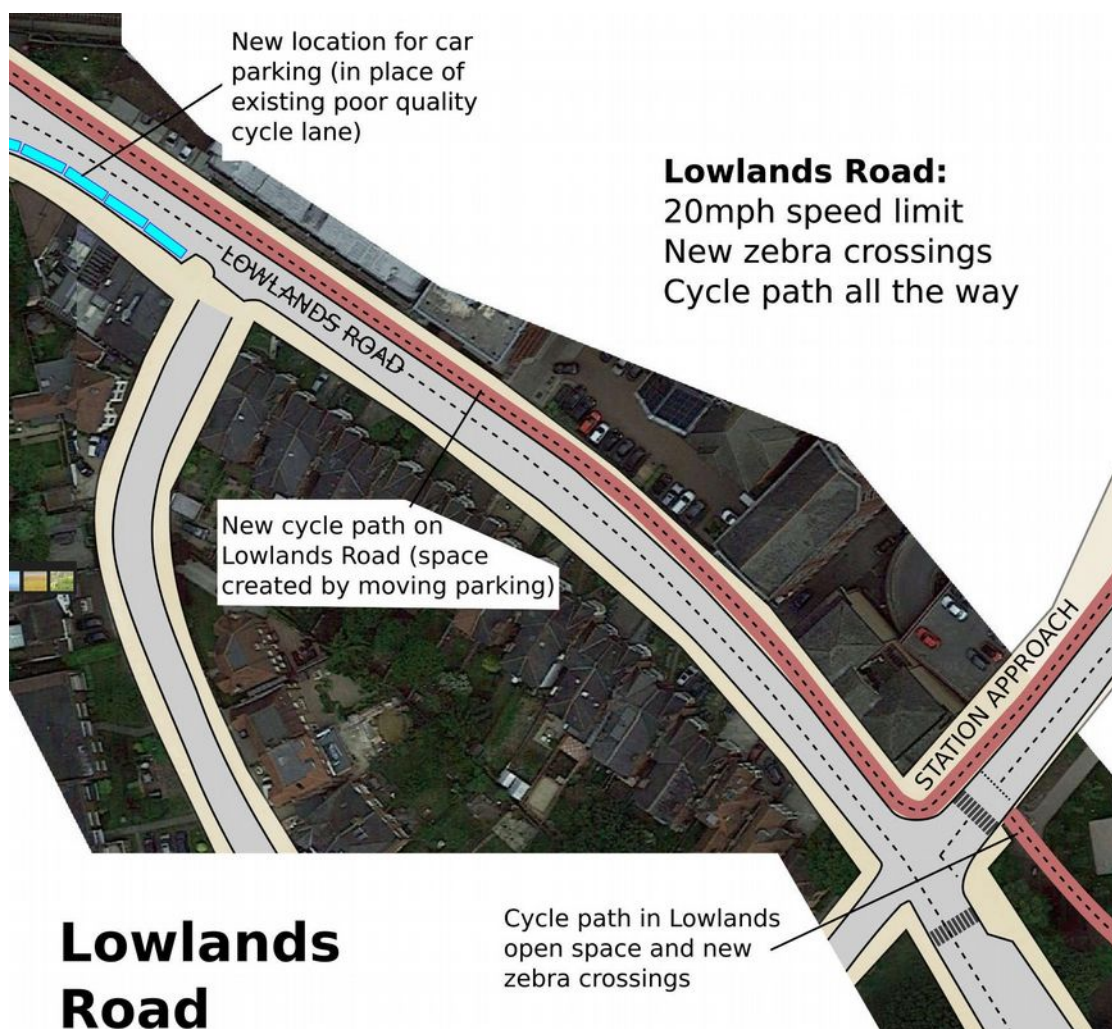 New location for car
parking (in place of
existing poor quality
cycle lane)
Lowlands Road:
20mph speed limit
New zebra crossings
Cycle path all the way
LOWLANDS ROAD
New cycle path on
Lowlands Road (space
created by moving parking)
STATION APPROACH
Cycle path in Lowlands
open space and new
zebra crossings
Lowlands
Road